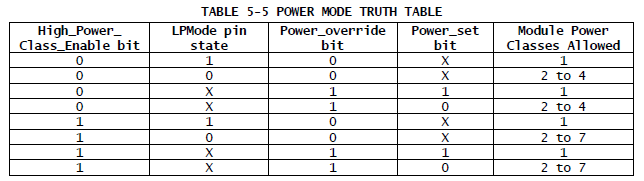 TABLE 5-5 POWER MODE TRUTH TABLE
High_Power_ Class_Enable bit | LPMode pin state | Power_override bit | Power_set bit | Module Power Classes Allowed
0 | 1 | 0 | X | 1
0 | 0 | 0 | X | 2 to 4
0 | X | 1 | 1 | 1
0 | X | 1 | 0 | 2 to 4
1 | 1 | 0 | X | 1
1 | 0 | 0 | X | 2 to 7
1 | X | 1 | 1 | 1
1 | X | 1 | 0 | 2 to 7